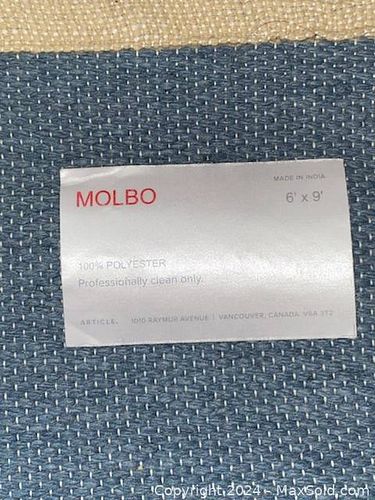 MADE IN INDIA
MOLBO
6' x 9'
100% POLYESTER
Professionally clean only.
ARTICLE. 1010 RAYMUR AVENUE | VANCOUVER, CANADA, V6A 3T2
Copyright 2024 - MaxSold.com